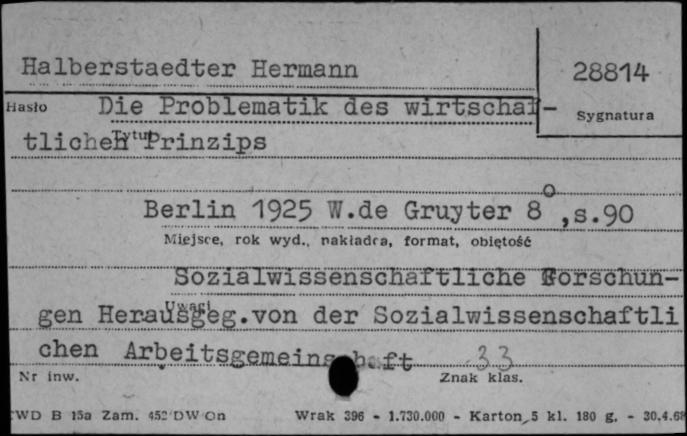 Halberstaedter Hermann
28814
Hasło Die Problematik des wirtschaf-
Sygnatura
tlichen Prinzips
Tytuł
Berlin 1925 W.de Gruyter 8°,s.90
Miejsce, rok wyd., nakładca, format, objętość
Sozialwissenschaftliche Forschun-
gen Herausgeg.von der Sozialwissenschaftli
Uwagi
chen Arbeitsgemeinschaft 33
Nr inw. Znak klas.
WD B 15a Zam. 452 DW On Wrak 396 - 1.730.000 - Karton 5 kl. 180 g. - 30.4.68